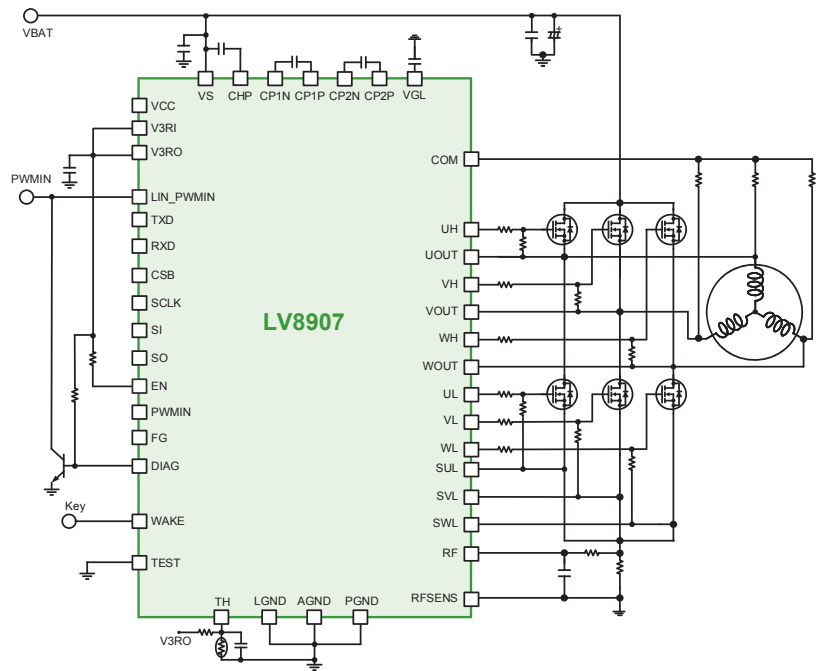 VBAT
VS
CHP
CP1N
CP1P
CP2N
CP2P
VGL
VCC
V3RI
V3RO
PWMIN
LIN_PWMIN
TXD
RXD
CSB
SCLK
SI
SO
EN
PWMIN
FG
DIAG
Key
WAKE
TEST
LV8907
COM
UH
UOUT
VH
VOUT
WH
WOUT
UL
VL
WL
SUL
SVL
SWL
RF
RFSENS
TH
LGND
AGND
PGND
V3RO